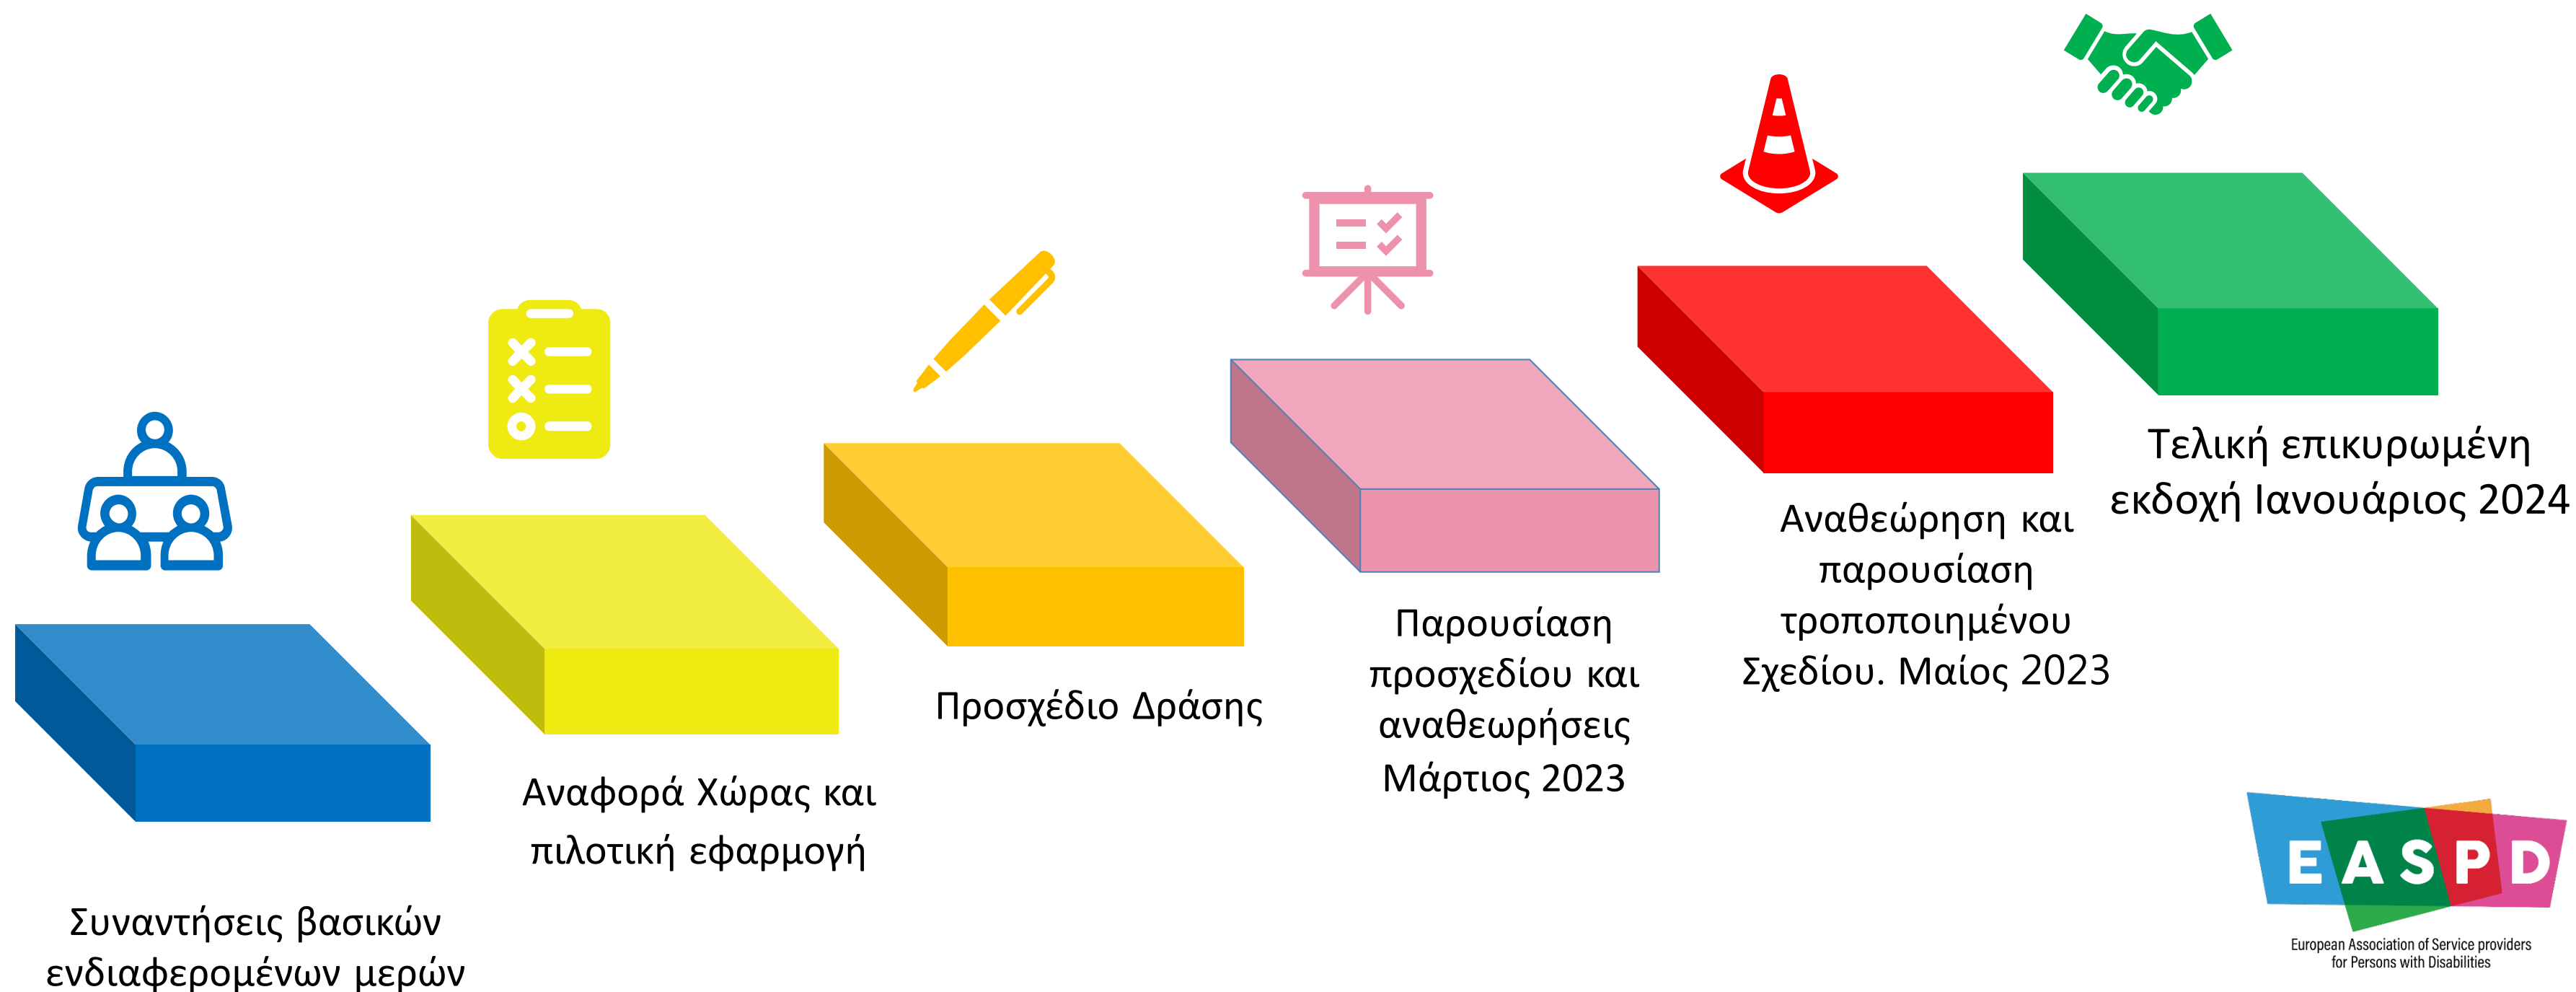 Συναντήσεις βασικών
ενδιαφερομένων μερών
Αναφορά Χώρας και
πιλοτική εφαρμογή
Προσχέδιο Δράσης
Παρουσίαση
προσχεδίου και
αναθεωρήσεις
Μάρτιος 2023
Αναθεώρηση και
παρουσίαση
τροποποιημένου
Σχεδίου. Μαίος 2023
Τελική επικυρωμένη
εκδοχή Ιανουάριος 2024
EASPD
European Association of Service providers
for Persons with Disabilities